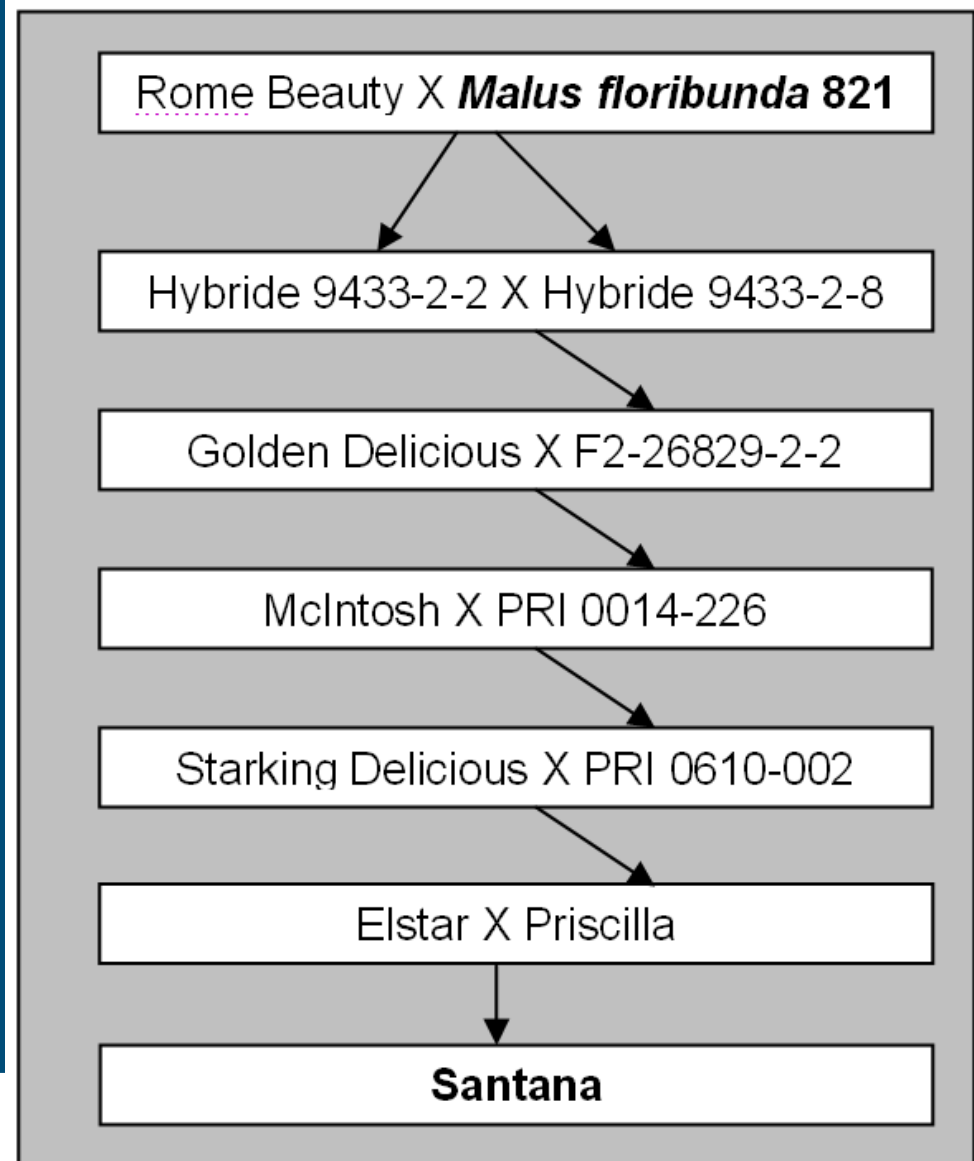 Rome Beauty X Malus floribunda 821
Hybride 9433-2-2 X Hybride 9433-2-8
Golden Delicious X F2-26829-2-2
McIntosh X PRI 0014-226
Starking Delicious X PRI 0610-002
Elstar X Priscilla
Santana